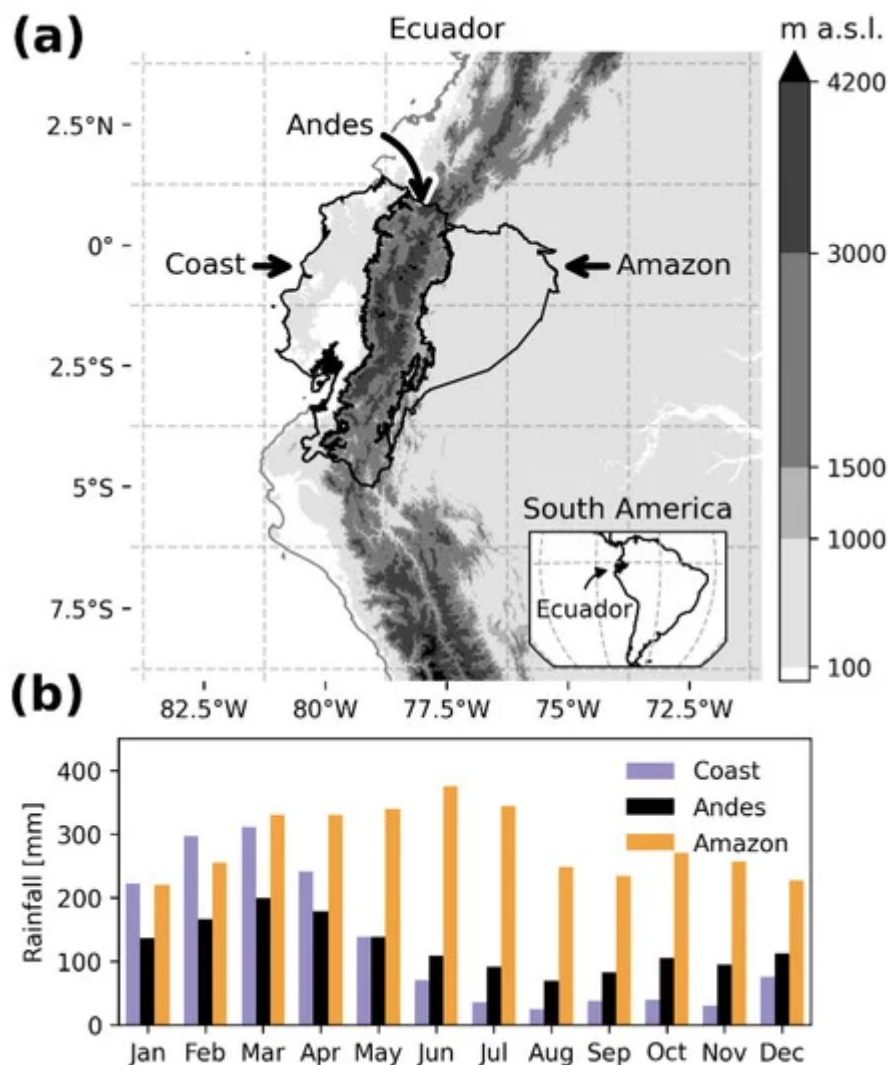 (a)
Ecuador
m a.s.l.
4200
3000
1500
1000
100
2.5°N
0°
2.5°S
5°S
7.5°S
Andes
Coast
Amazon
South America
Ecuador
82.5°W 80°W 77.5°W 75°W 72.5°W
(b)
Rainfall [mm]
400
300
200
100
0
Coast
Andes
Amazon
Jan Feb Mar Apr May Jun Jul Aug Sep Oct Nov Dec